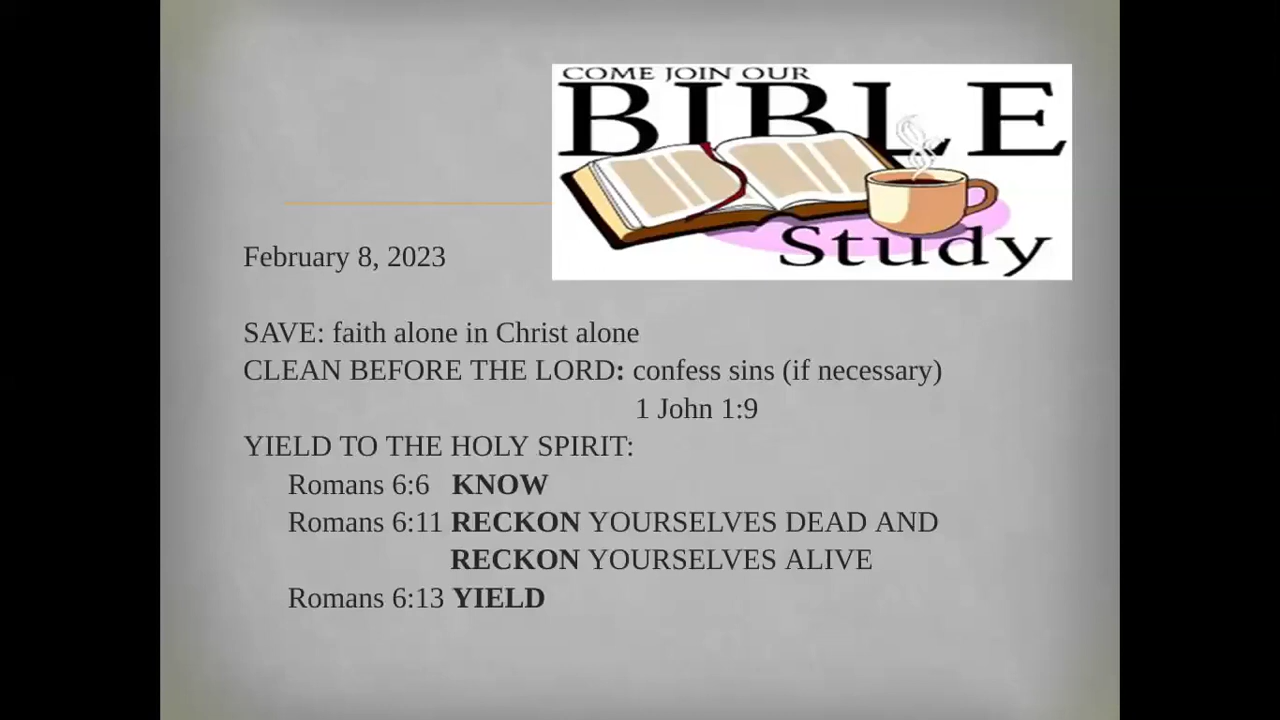 COME JOIN OUR
BIBLE
Study
February 8, 2023
SAVE: faith alone in Christ alone
CLEAN BEFORE THE LORD: confess sins (if necessary)
1 John 1:9
YIELD TO THE HOLY SPIRIT:
Romans 6:6 KNOW
Romans 6:11 RECKON YOURSELVES DEAD AND
RECKON YOURSELVES ALIVE
Romans 6:13 YIELD